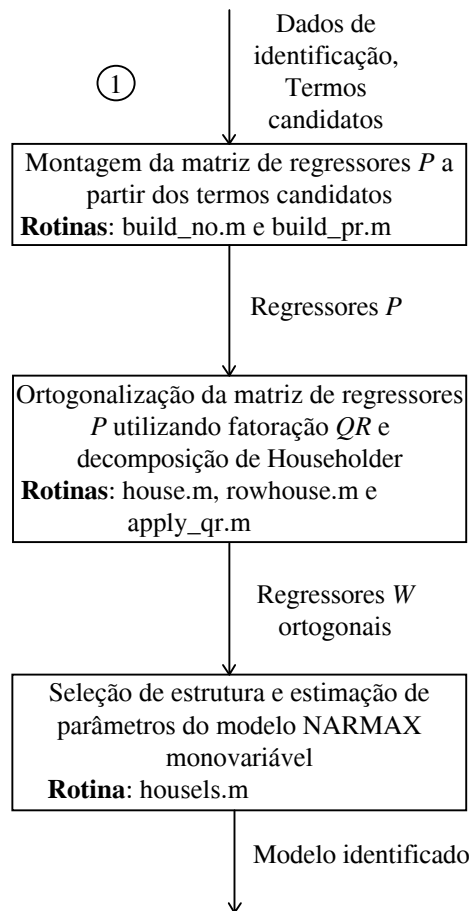 Dados de
identificação,
Termos
candidatos
1
Montagem da matriz de regressores P a
partir dos termos candidatos
Rotinas: build_no.m e build_pr.m
Regressores P
Ortogonalização da matriz de regressores
P utilizando fatoração QR e
decomposição de Householder
Rotinas: house.m, rowhouse.m e
apply_qr.m
Regressores W
ortogonais
Seleção de estrutura e estimação de
parâmetros do modelo NARMAX
monovariável
Rotina: housels.m
Modelo identificado